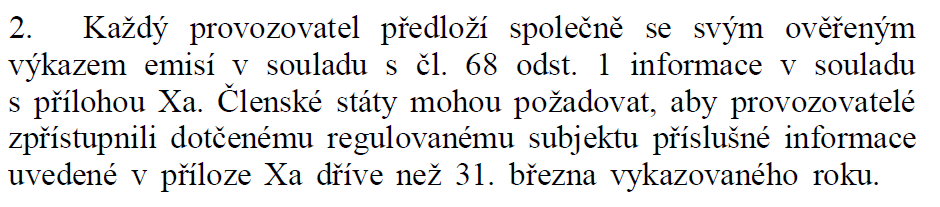 2. Každý provozovatel předloží společně se svým ověřeným
výkazem emisí v souladu s čl. 68 odst. 1 informace v souladu
s přílohou Xa. Členské státy mohou požadovat, aby provozovatelé
zpřístupnili dotčenému regulovanému subjektu příslušné informace
uvedené v příloze Xa dříve než 31. března vykazovaného roku.